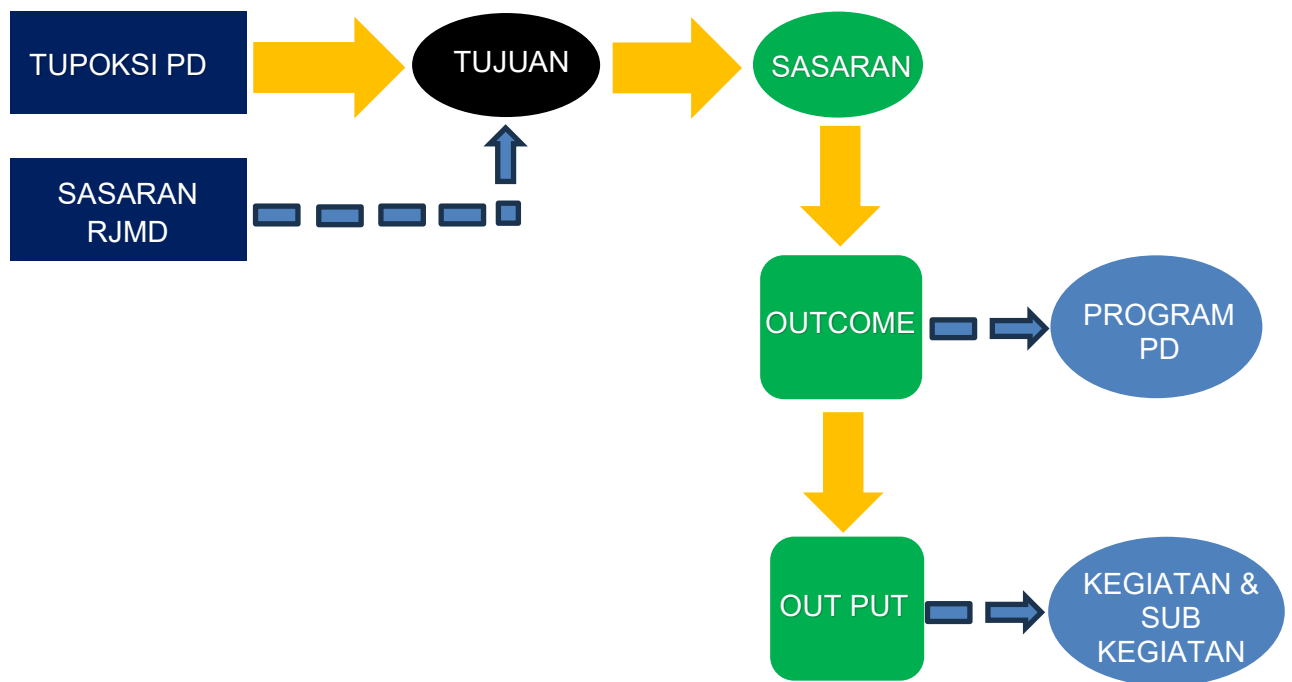 TUPOKSI PD
TUJUAN
SASARAN
SASARAN
RJMD
OUTCOME
PROGRAM
PD
OUT PUT
KEGIATAN &
SUB
KEGIATAN